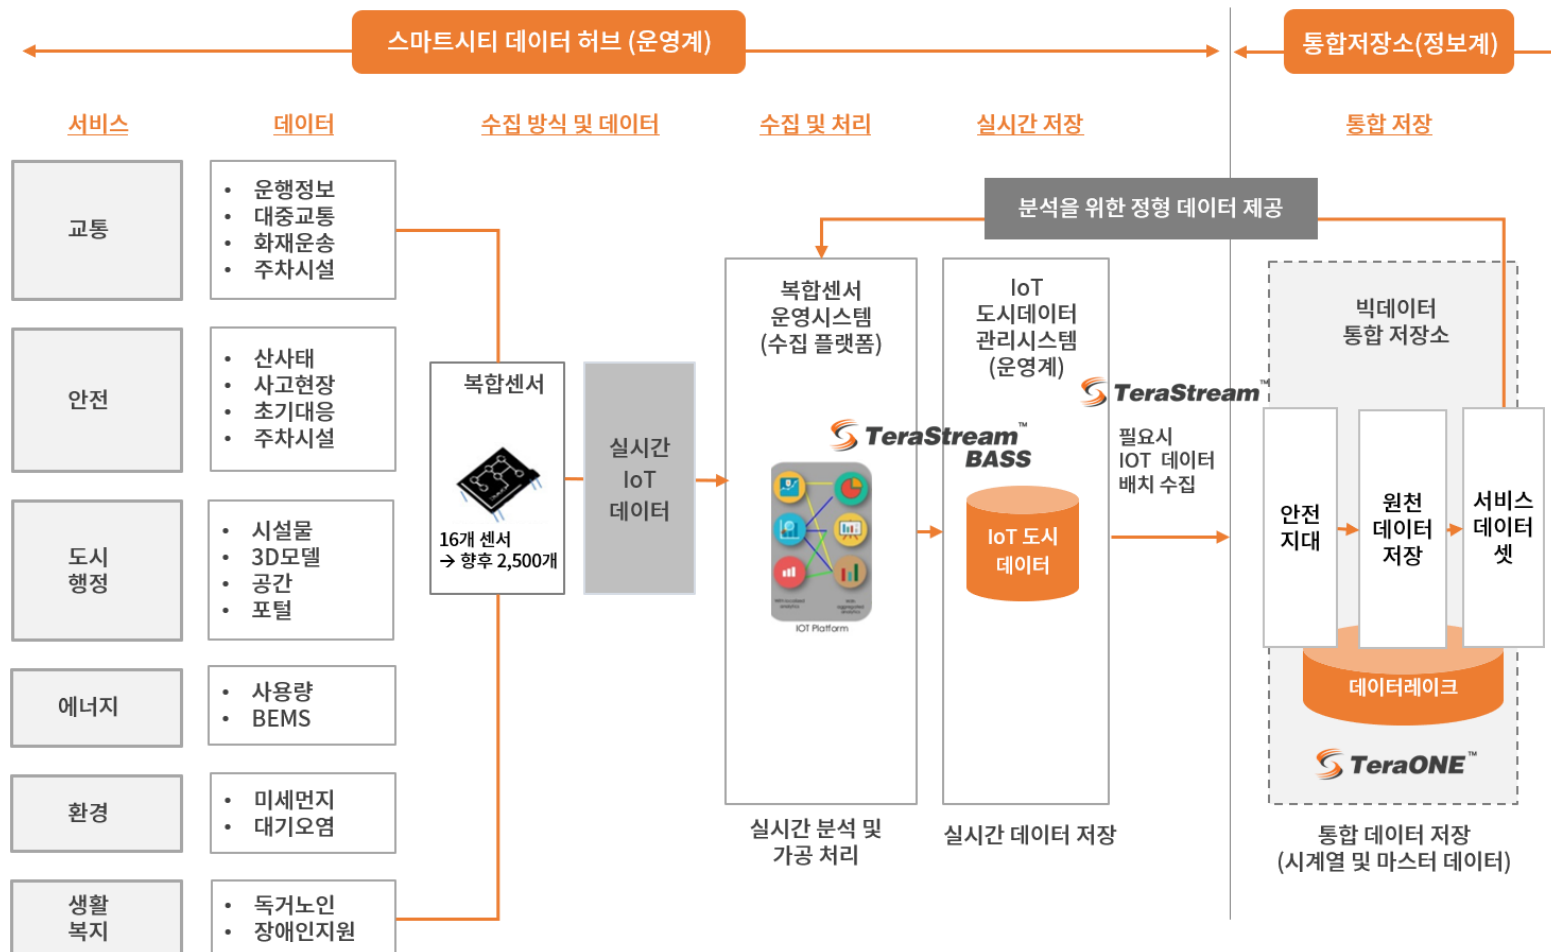 스마트시티 데이터 허브 (운영계)
통합저장소(정보계)
서비스
데이터
수집 방식 및 데이터
수집 및 처리
실시간 저장
통합 저장
교통
• 운행정보
• 대중교통
• 화재운송
• 주차시설
안전
• 산사태
• 사고현장
• 초기대응
• 주차시설
도시
행정
• 시설물
• 3D모델
• 공간
• 포털
에너지
• 사용량
• BEMS
환경
• 미세먼지
• 대기오염
생활
복지
• 독거노인
• 장애인지원
복합센서
16개 센서
→ 향후 2,500개
실시간
IoT
데이터
분석을 위한 정형 데이터 제공
복합센서
운영시스템
(수집 플랫폼)
TeraStream™
BASS
IOT Platform
실시간 분석 및
가공 처리
IoT
도시데이터
관리시스템
(운영계)
IoT 도시
데이터
실시간 데이터 저장
TeraStream™
필요시
IOT 데이터
배치 수집
빅데이터
통합 저장소
안전
지대
원천
데이터
저장
서비스
데이터
셋
데이터레이크
TeraONE™
통합 데이터 저장
(시계열 및 마스터 데이터)